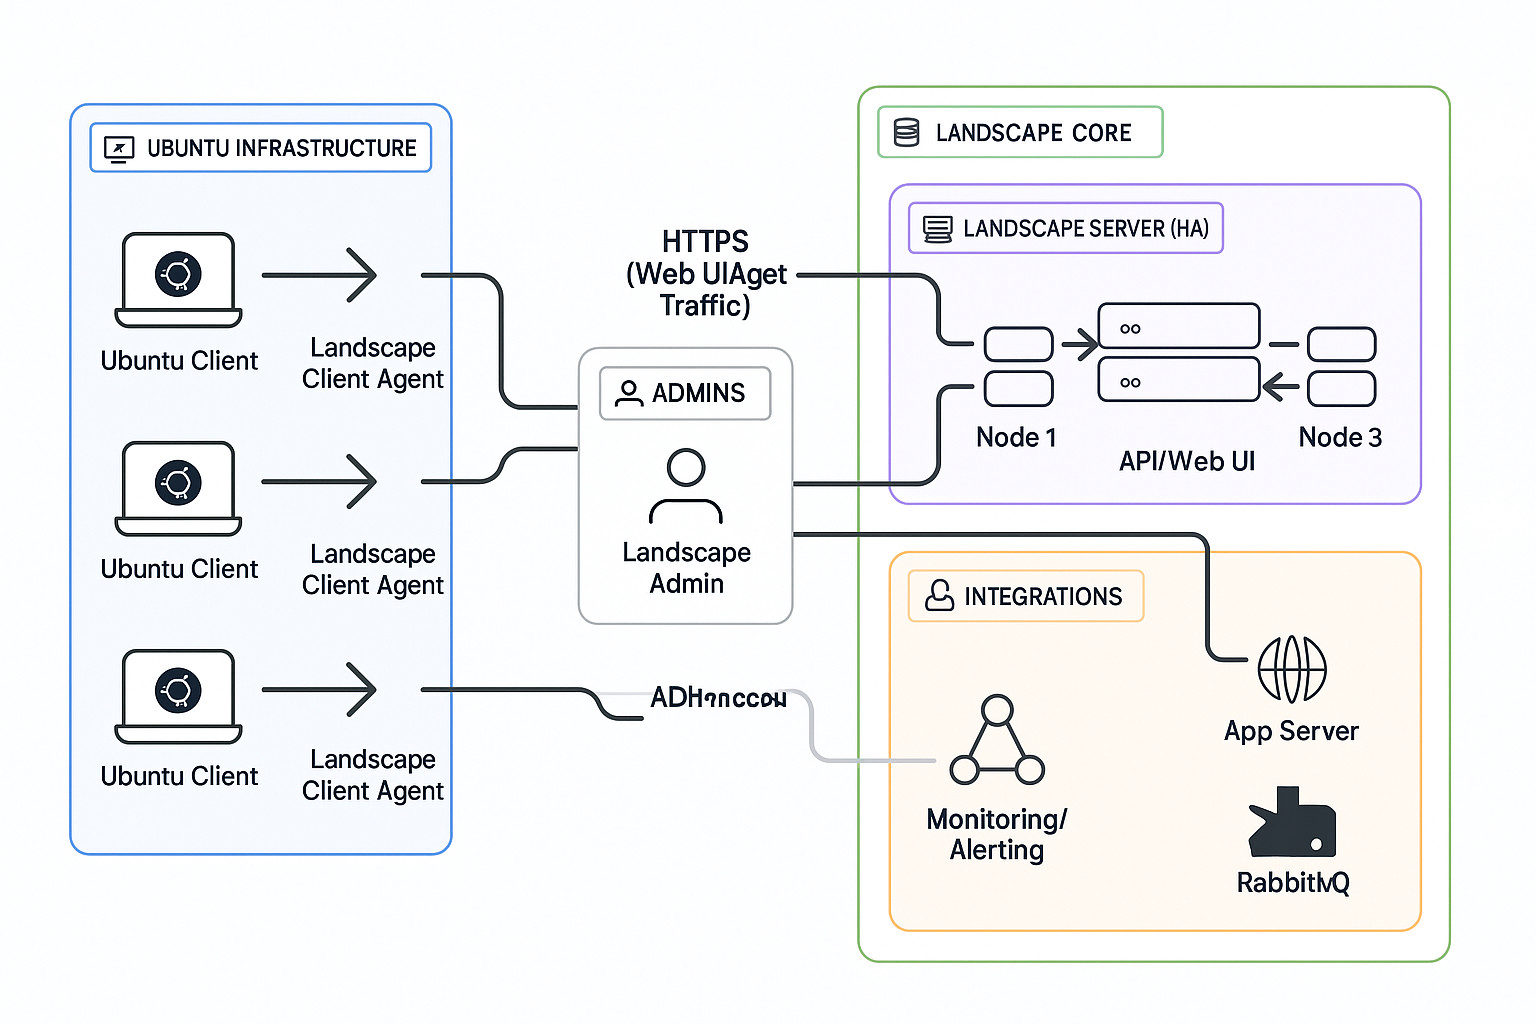 UBUNTU INFRASTRUCTURE
Ubuntu Client
Landscape
Client Agent
Ubuntu Client
Landscape
Client Agent
Ubuntu Client
Landscape
Client Agent
HTTPS
(Web UIAget
Traffic)
ADMINS
Landscape
Admin
LANDSCAPE CORE
LANDSCAPE SERVER (HA)
Node 1
API/Web UI
Node 3
INTEGRATIONS
App Server
Monitoring/
Alerting